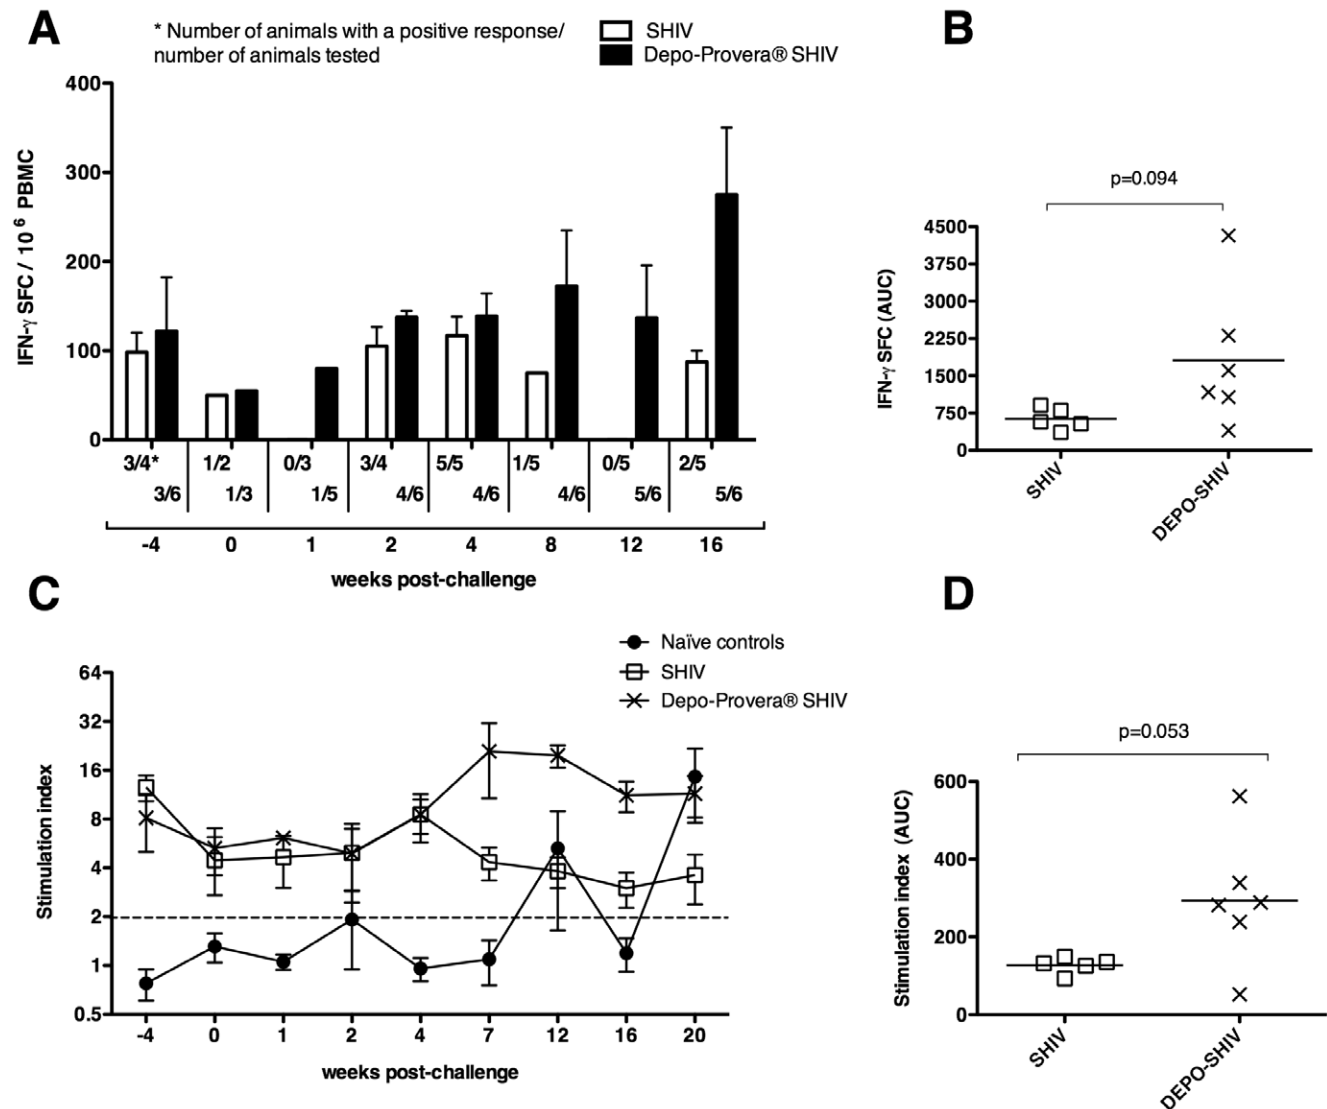 A
* Number of animals with a positive response/
number of animals tested
SHIV
Depo-Provera® SHIV
400
300
200
100
0
IFN-γ SFC / 10 6 PBMC
3/4* 1/2 0/3 3/4 5/5 1/5 0/5 2/5
3/6 1/3 1/5 4/6 4/6 4/6 5/6 5/6
-4 0 1 2 4 8 12 16
weeks post-challenge
B
p=0.094
4500
3750
3000
2250
1500
750
0
IFN-γ SFC (AUC)
SHIV
DEPO-SHIV
C
Naïve controls
SHIV
Depo-Provera® SHIV
64
32
16
8
4
2
1
0.5
Stimulation index
-4 0 1 2 4 7 12 16 20
weeks post-challenge
D
p=0.053
600
400
200
0
Stimulation index (AUC)
SHIV
DEPO-SHIV